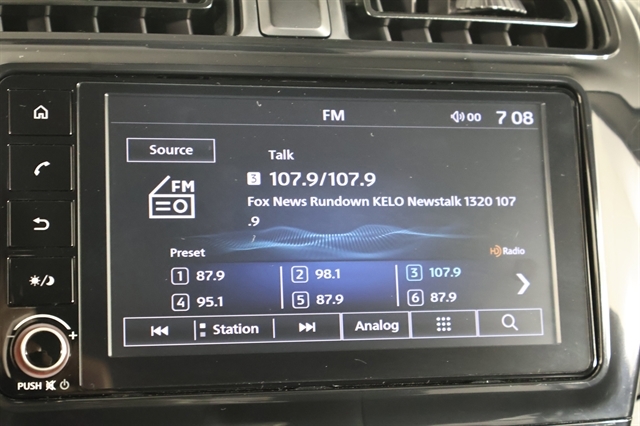 FM
00
7 08
Source
Talk
3 107.9/107.9
FM
Fox News Rundown KELO Newstalk 1320 107
.9
Preset
HD Radio
1 87.9 2 98.1 3 107.9
4 95.1 5 87.9 6 87.9
Station Analog
- +
PUSH